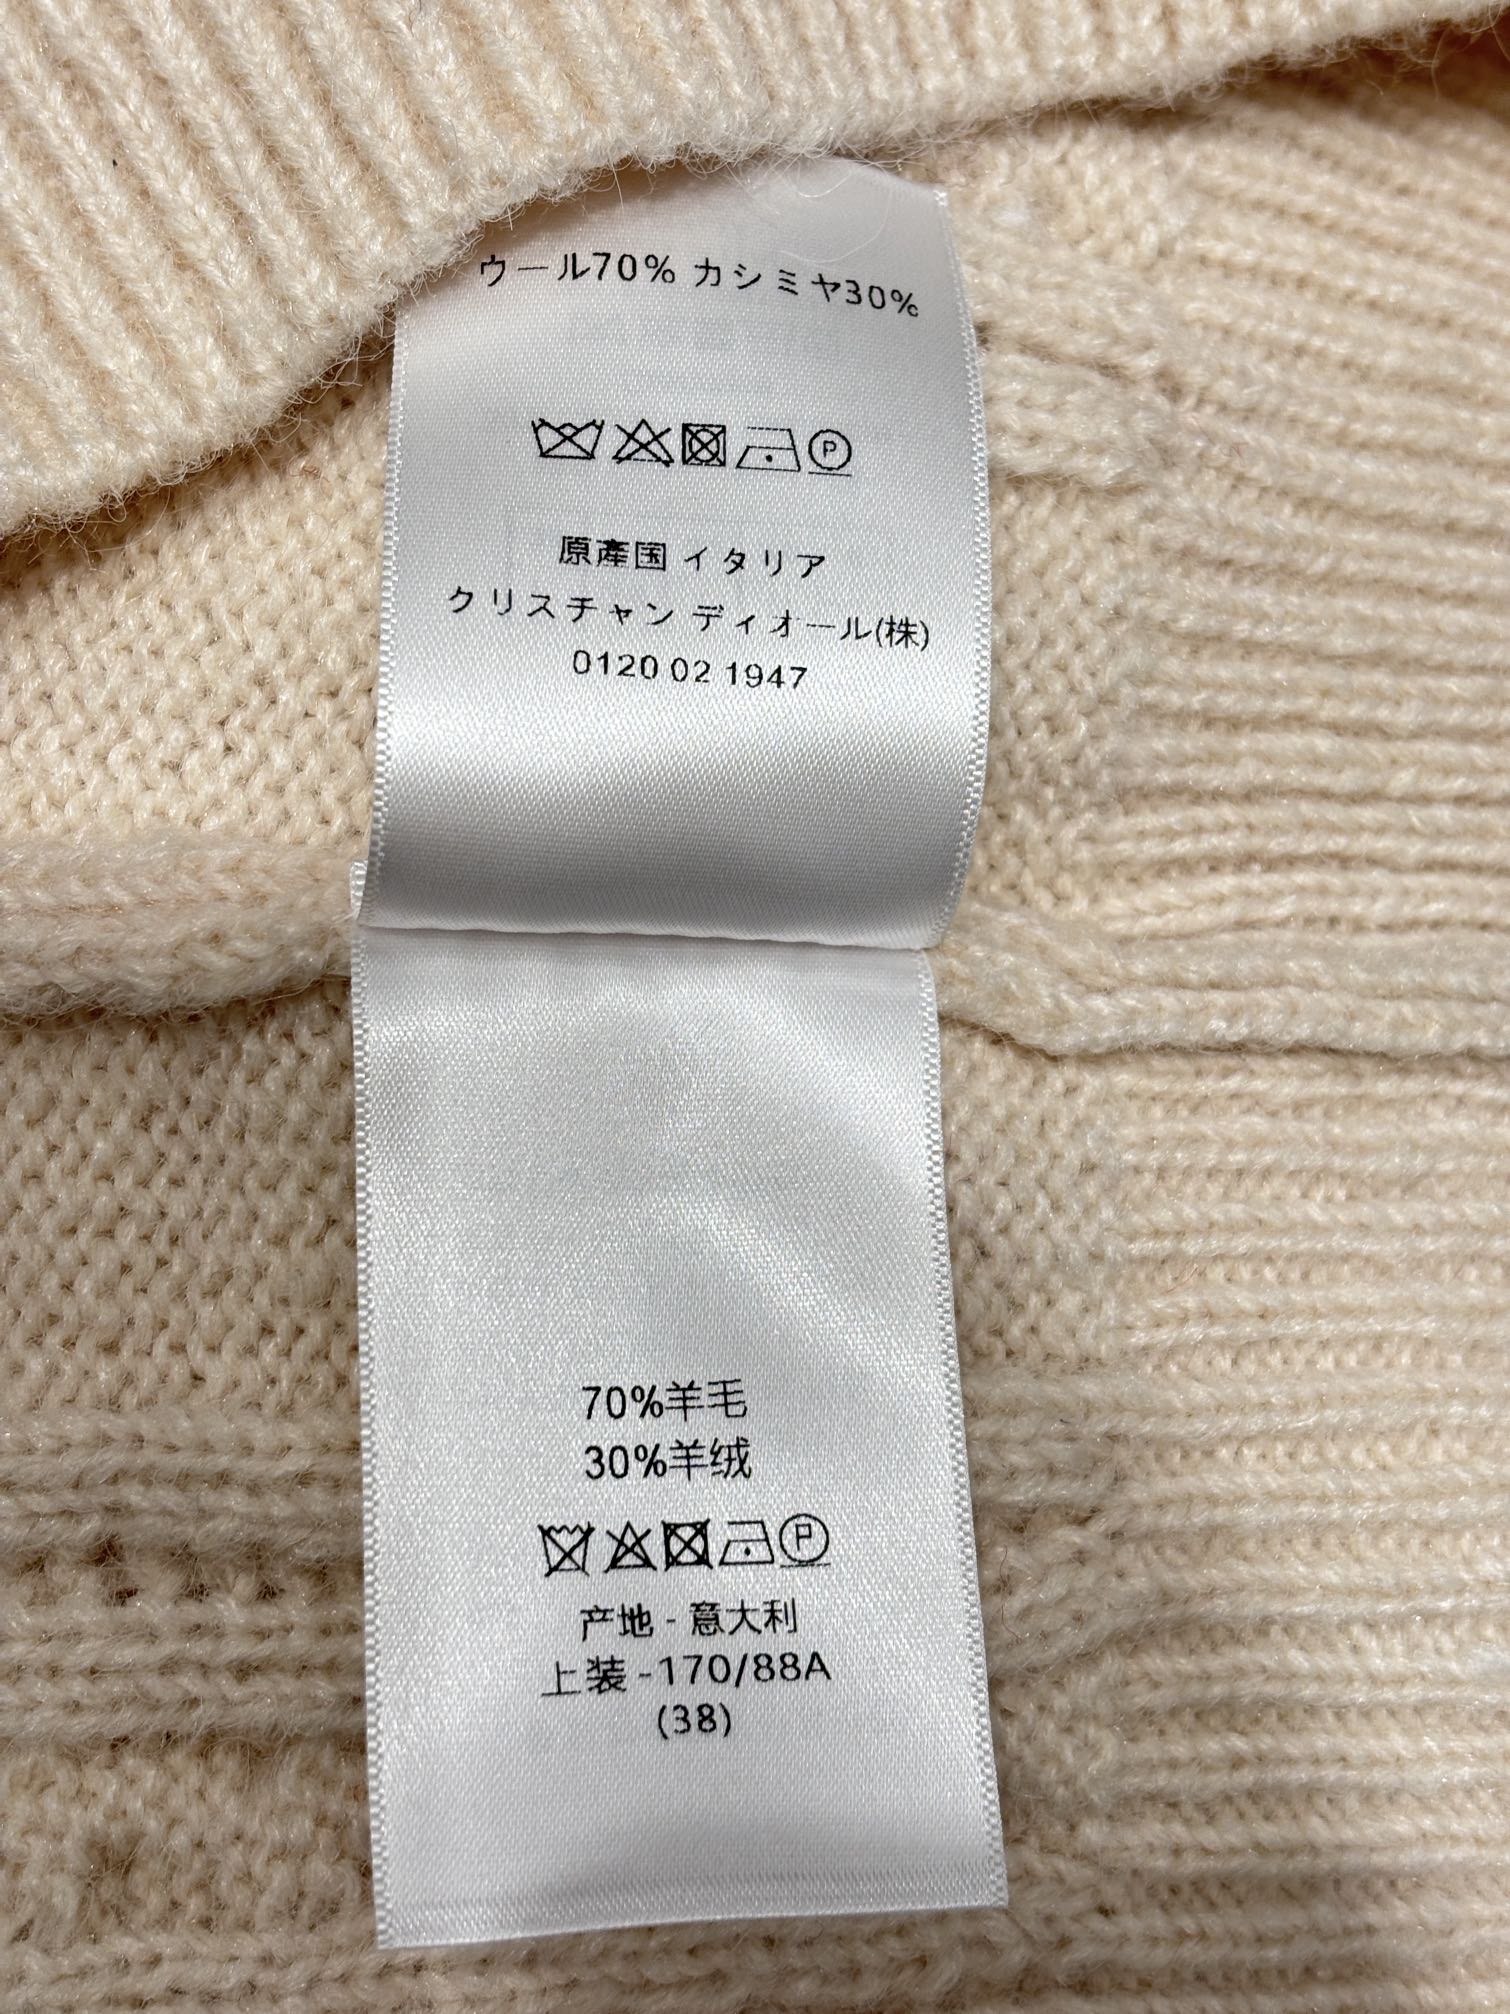 ウール70% カシミヤ30%
P
原産国 イタリア
クリスチャン ディオール(株)
0120 02 1947
70%羊毛
30%羊绒
P
产地 - 意大利
上装 -170/88A
(38)